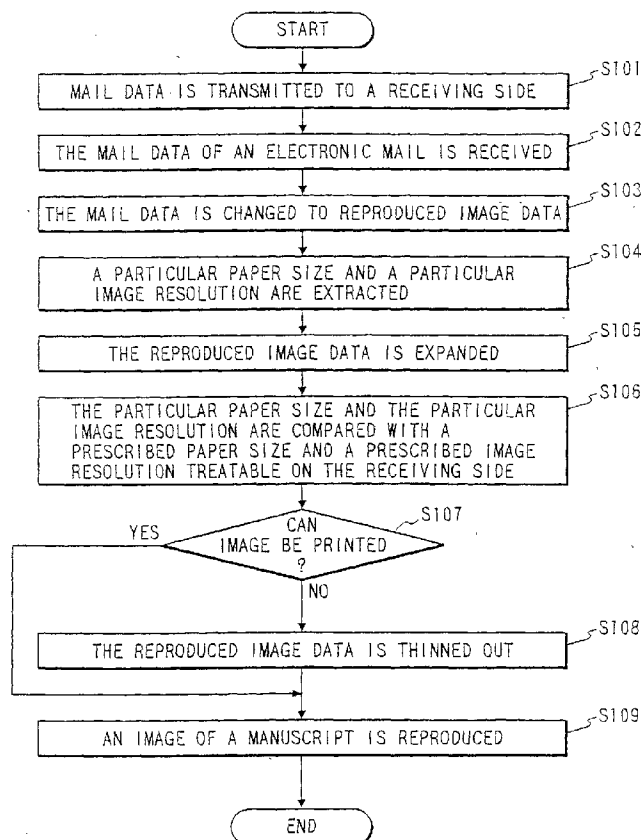 START
S101
MAIL DATA IS TRANSMITTED TO A RECEIVING SIDE
S102
THE MAIL DATA OF AN ELECTRONIC MAIL IS RECEIVED
S103
THE MAIL DATA IS CHANGED TO REPRODUCED IMAGE DATA
S104
A PARTICULAR PAPER SIZE AND A PARTICULAR
IMAGE RESOLUTION ARE EXTRACTED
S105
THE REPRODUCED IMAGE DATA IS EXPANDED
S106
THE PARTICULAR PAPER SIZE AND THE PARTICULAR
IMAGE RESOLUTION ARE COMPARED WITH A
PRESCRIBED PAPER SIZE AND A PRESCRIBED IMAGE
RESOLUTION TREATABLE ON THE RECEIVING SIDE
S107
YES
CAN
IMAGE BE PRINTED
?
NO
S108
THE REPRODUCED IMAGE DATA IS THINNED OUT
S109
AN IMAGE OF A MANUSCRIPT IS REPRODUCED
END